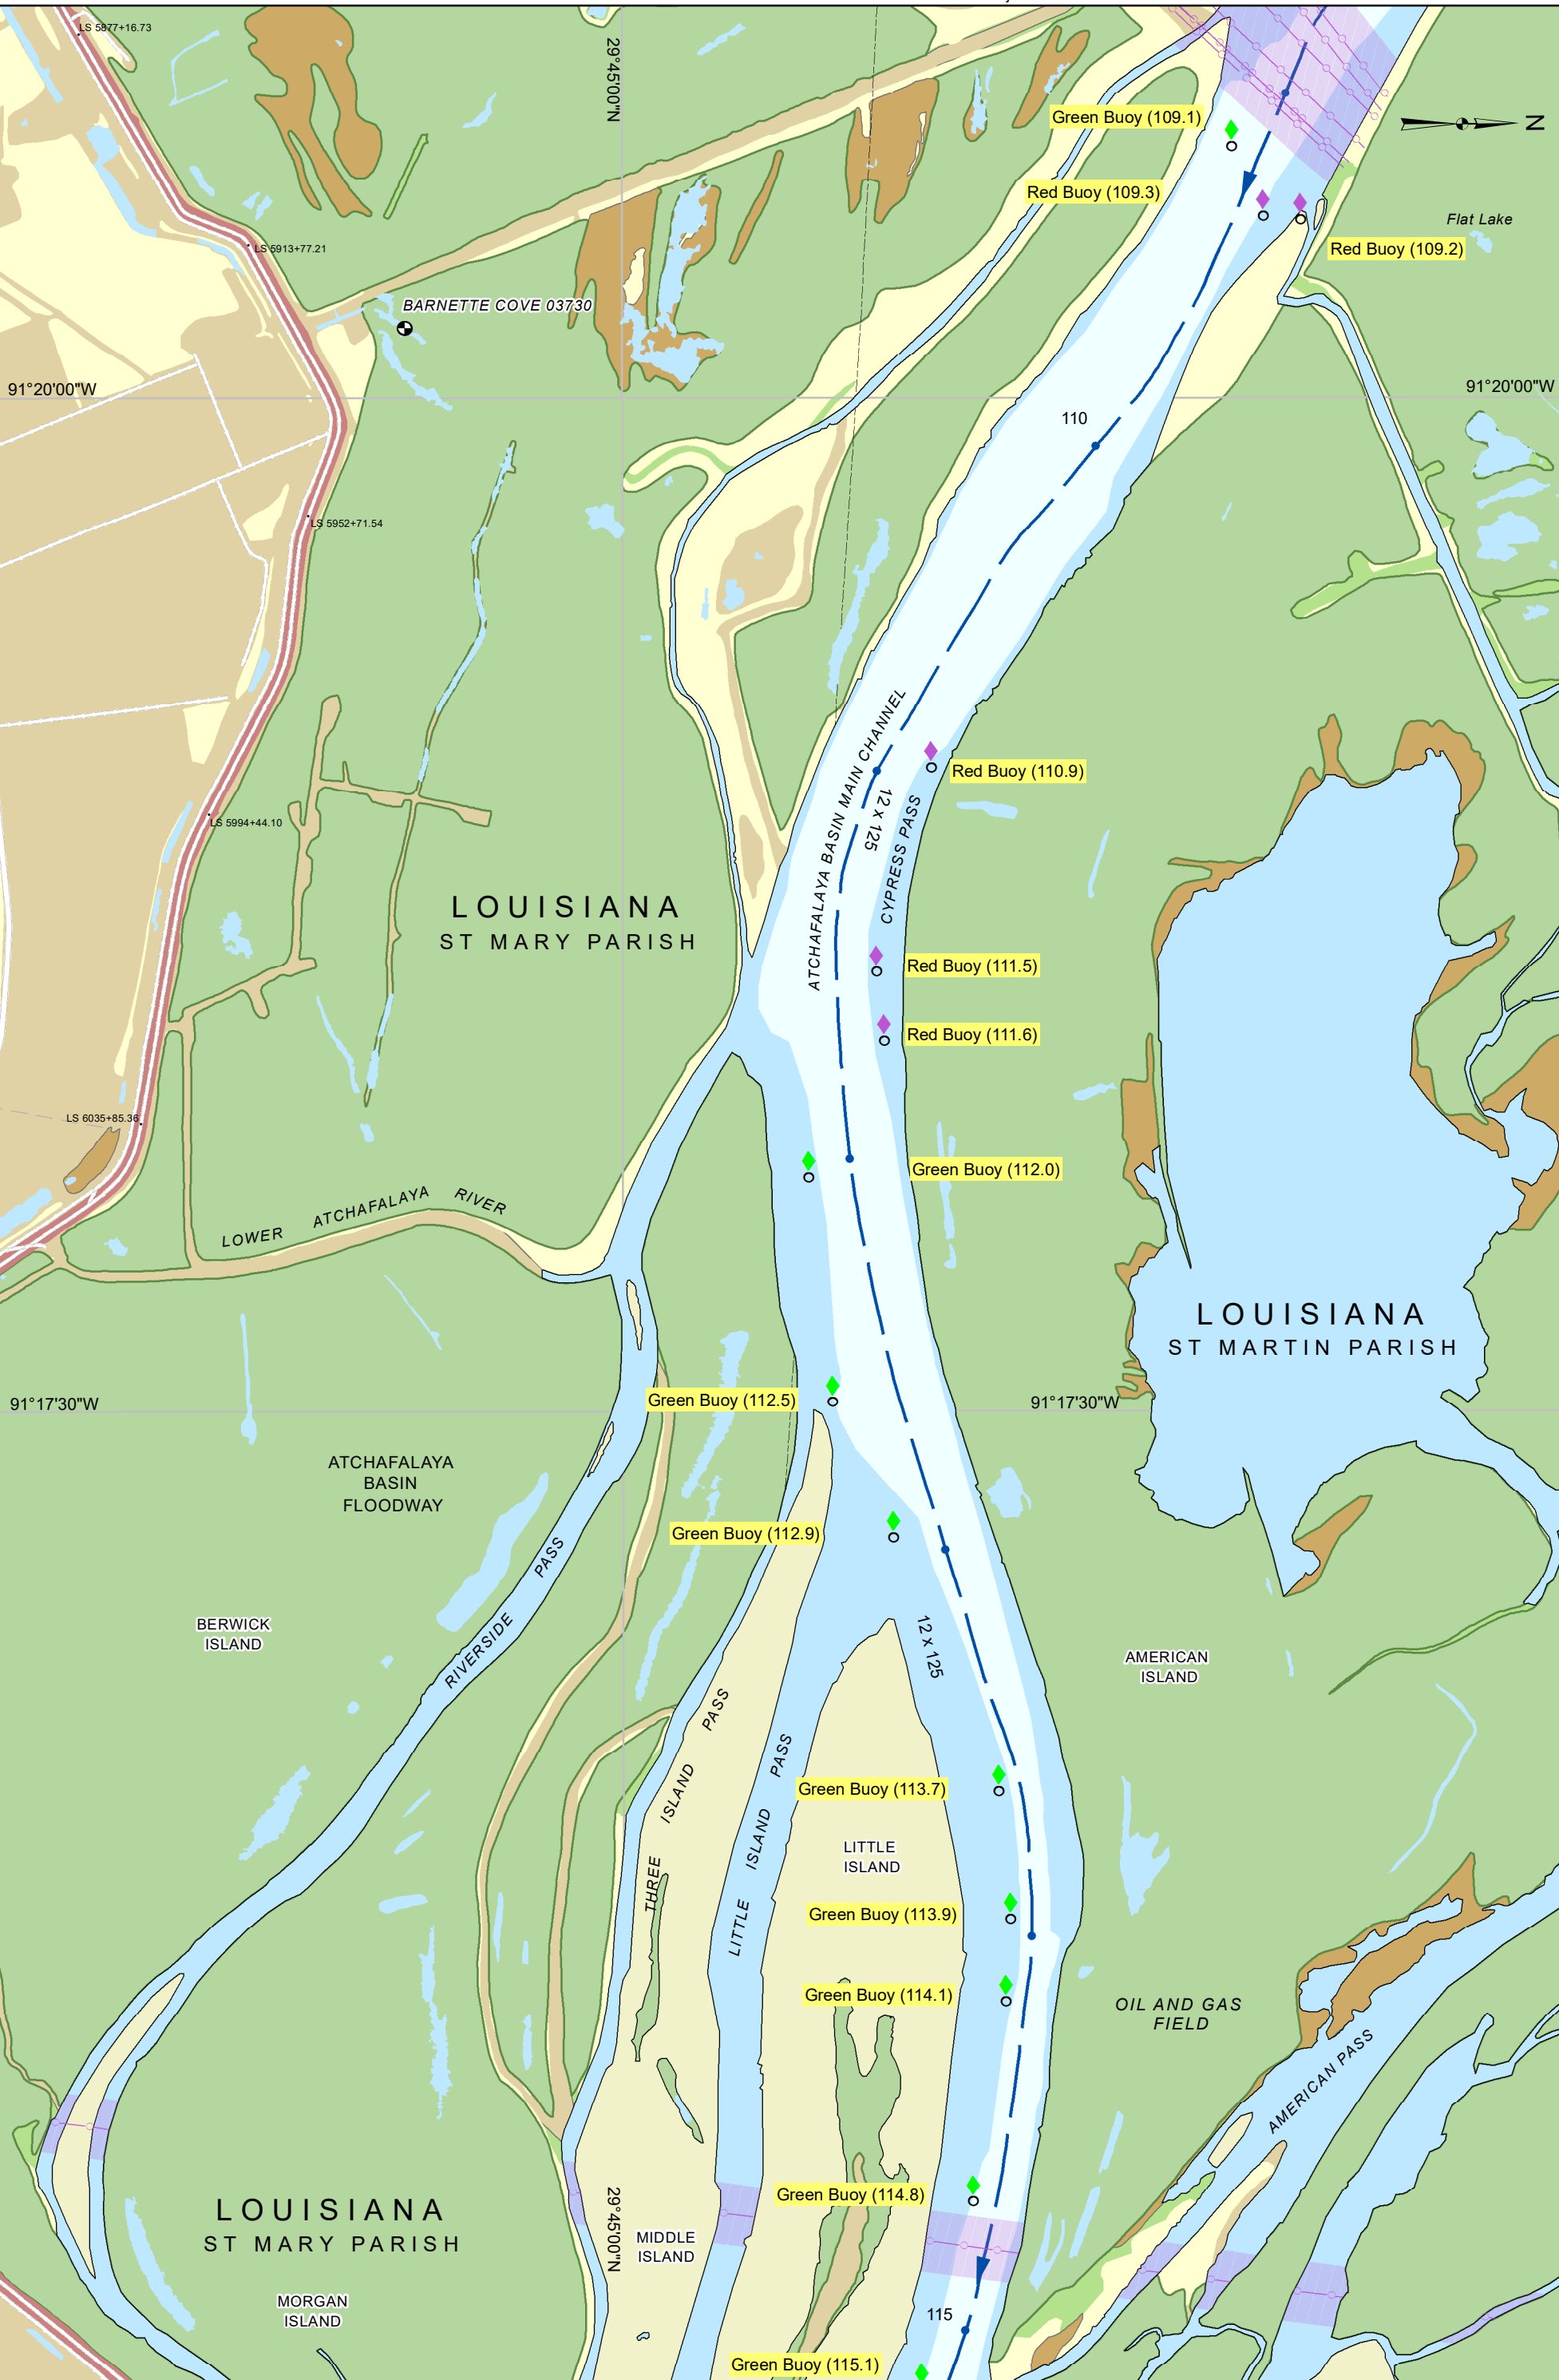 LS 5877+16.73
29°45'00"N
Green Buoy (109.1)
N
Red Buoy (109.3)
Flat Lake
Red Buoy (109.2)
LS 5913+77.21
BARNETTE COVE 03730
91°20'00"W
91°20'00"W
110
LS 5952+71.54
ATCHAFALAYA BASIN MAIN CHANNEL
Red Buoy (110.9)
12 x 125
CYPRESS PASS
LS 5994+44.10
LOUISIANA
ST MARY PARISH
Red Buoy (111.5)
Red Buoy (111.6)
LS 6035+85.36
Green Buoy (112.0)
LOWER ATCHAFALAYA RIVER
LOUISIANA
ST MARTIN PARISH
91°17'30"W
Green Buoy (112.5)
91°17'30"W
ATCHAFALAYA
BASIN
FLOODWAY
Green Buoy (112.9)
RIVERSIDE PASS
BERWICK
ISLAND
12 x 125
AMERICAN
ISLAND
THREE ISLAND PASS
LITTLE ISLAND PASS
Green Buoy (113.7)
LITTLE
ISLAND
Green Buoy (113.9)
Green Buoy (114.1)
OIL AND GAS
FIELD
AMERICAN PASS
Green Buoy (114.8)
LOUISIANA
ST MARY PARISH
29°45'00"N
MIDDLE
ISLAND
MORGAN
ISLAND
115
Green Buoy (115.1)